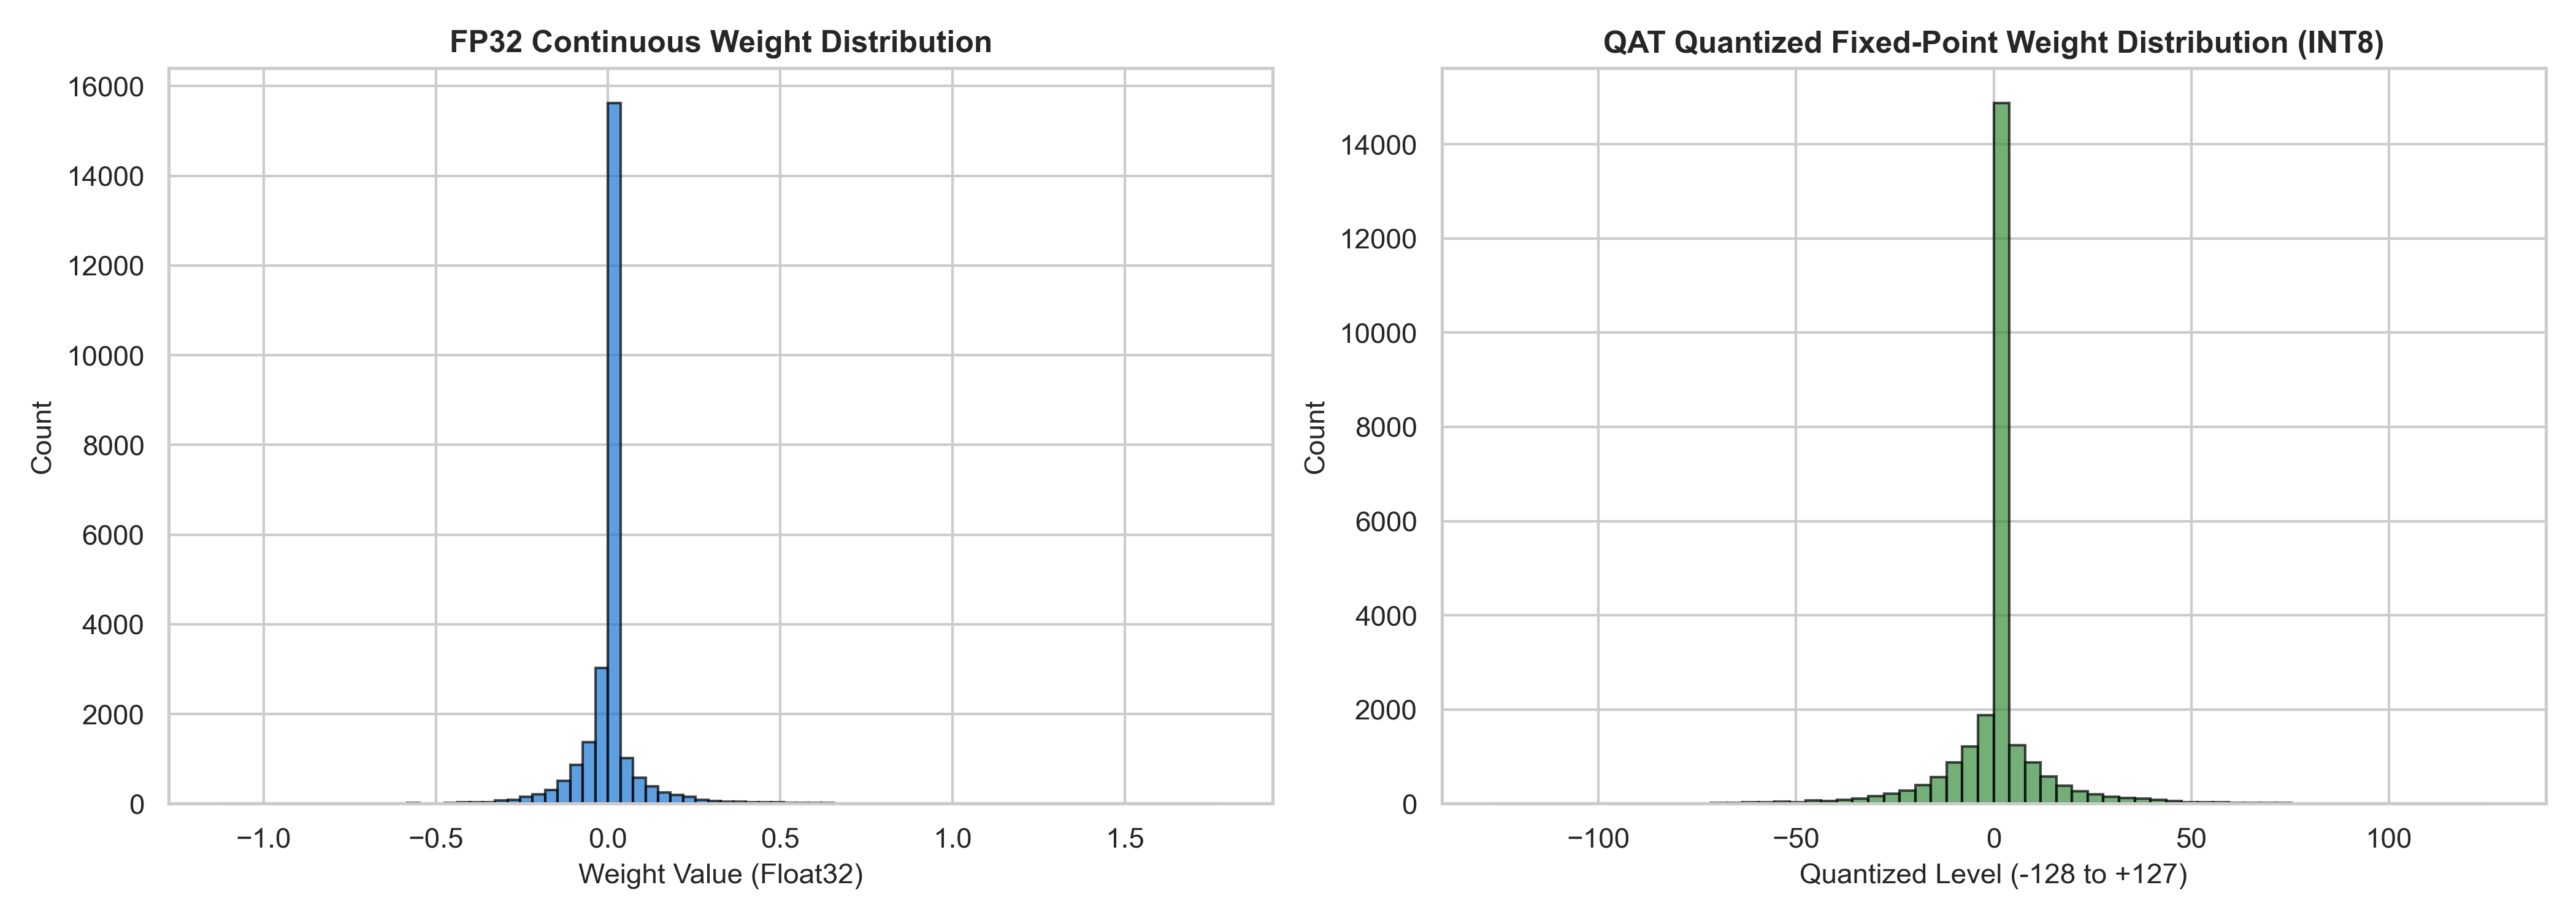 FP32 Continuous Weight Distribution
16000
14000
12000
10000
8000
6000
4000
2000
0
Count
−1.0 −0.5 0.0 0.5 1.0 1.5
Weight Value (Float32)
QAT Quantized Fixed-Point Weight Distribution (INT8)
14000
12000
10000
8000
6000
4000
2000
0
Count
−100 −50 0 50 100
Quantized Level (-128 to +127)